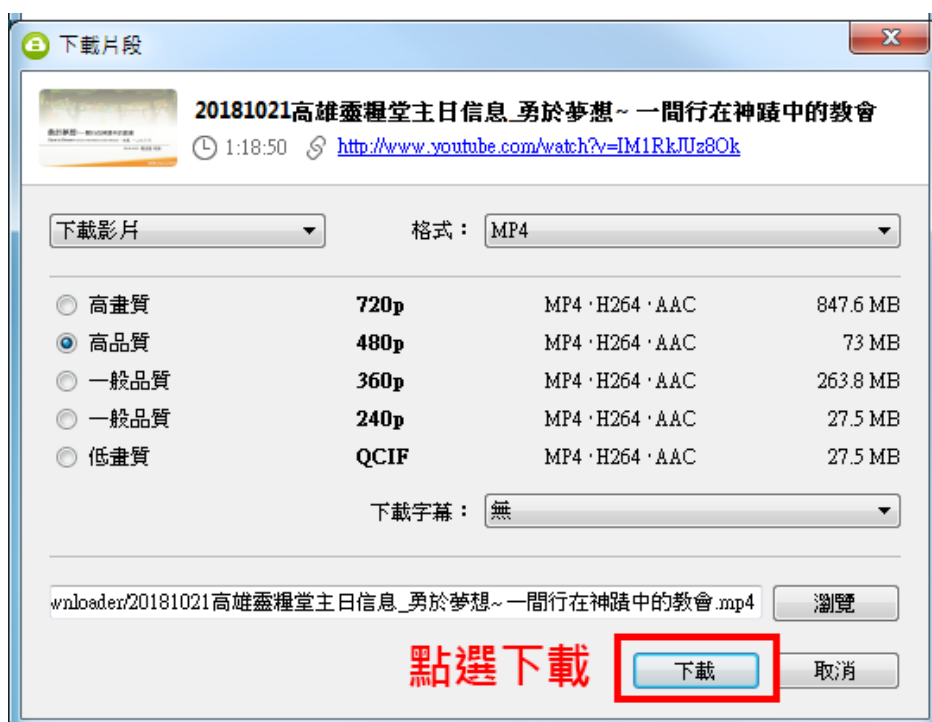 下載片段
20181021高雄靈糧堂主日信息_勇於夢想~ 一間行在神蹟中的教會
1:18:50 http://www.youtube.com/watch?v=IM1RkJUz8Ok
下載影片 格式： MP4
高畫質 720p MP4 · H264 · AAC 847.6 MB
高品質 480p MP4 · H264 · AAC 73 MB
一般品質 360p MP4 · H264 · AAC 263.8 MB
一般品質 240p MP4 · H264 · AAC 27.5 MB
低畫質 QCIF MP4 · H264 · AAC 27.5 MB
下載字幕： 無
wnloader/20181021高雄靈糧堂主日信息_勇於夢想~ 一間行在神蹟中的教會.mp4 瀏覽
點選下載 下載 取消